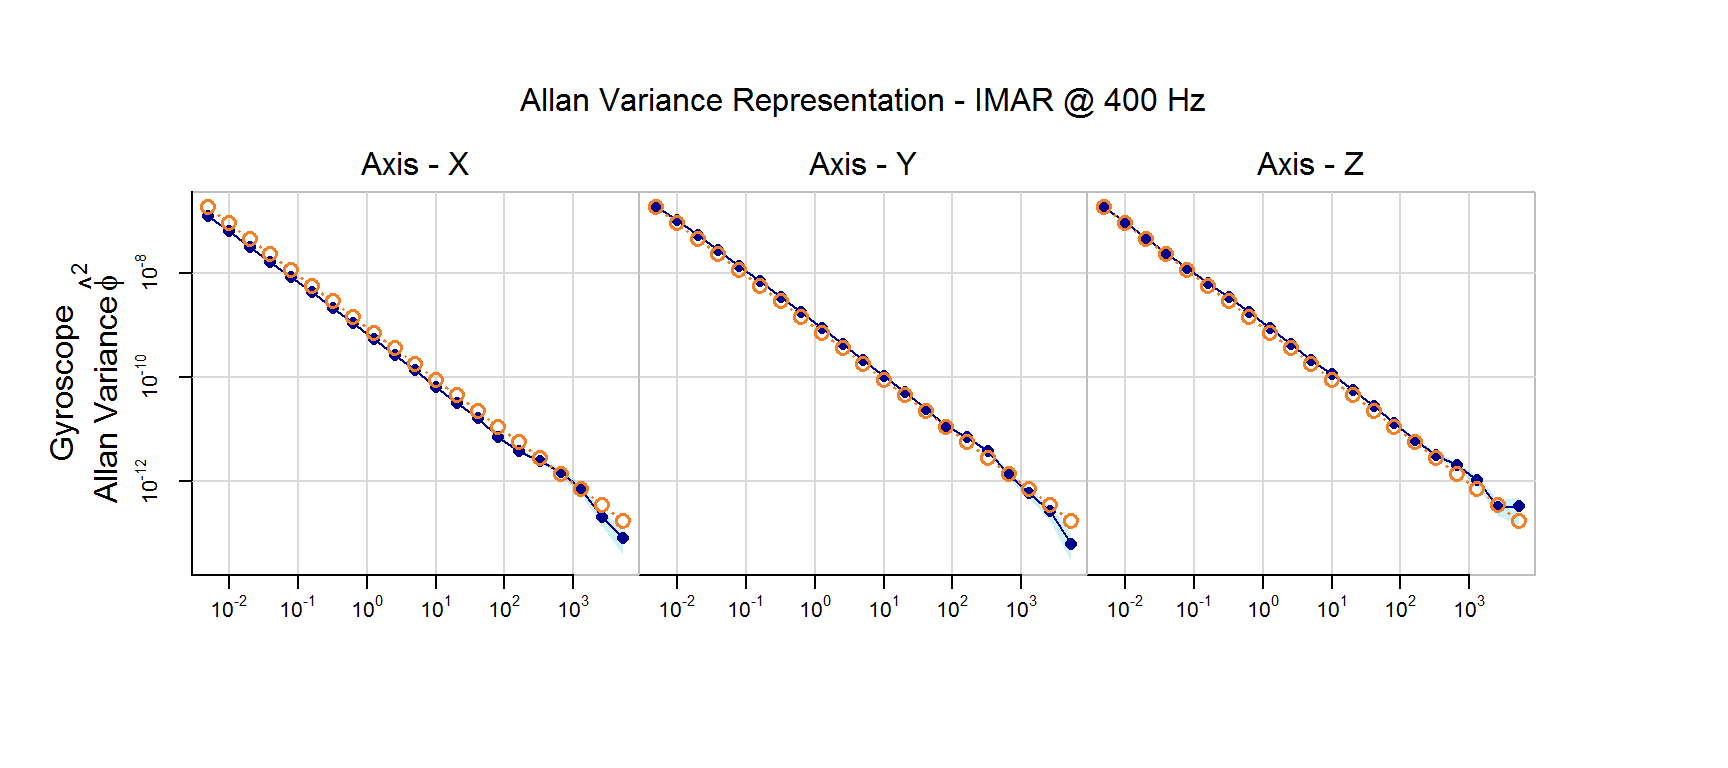 Allan Variance Representation - IMAR @ 400 Hz
Axis - X
Axis - Y
Axis - Z
Gyroscope
Allan Variance ϕ̂²
10⁻⁸
10⁻¹⁰
10⁻¹²
10⁻² 10⁻¹ 10⁰ 10¹ 10² 10³
10⁻² 10⁻¹ 10⁰ 10¹ 10² 10³
10⁻² 10⁻¹ 10⁰ 10¹ 10² 10³